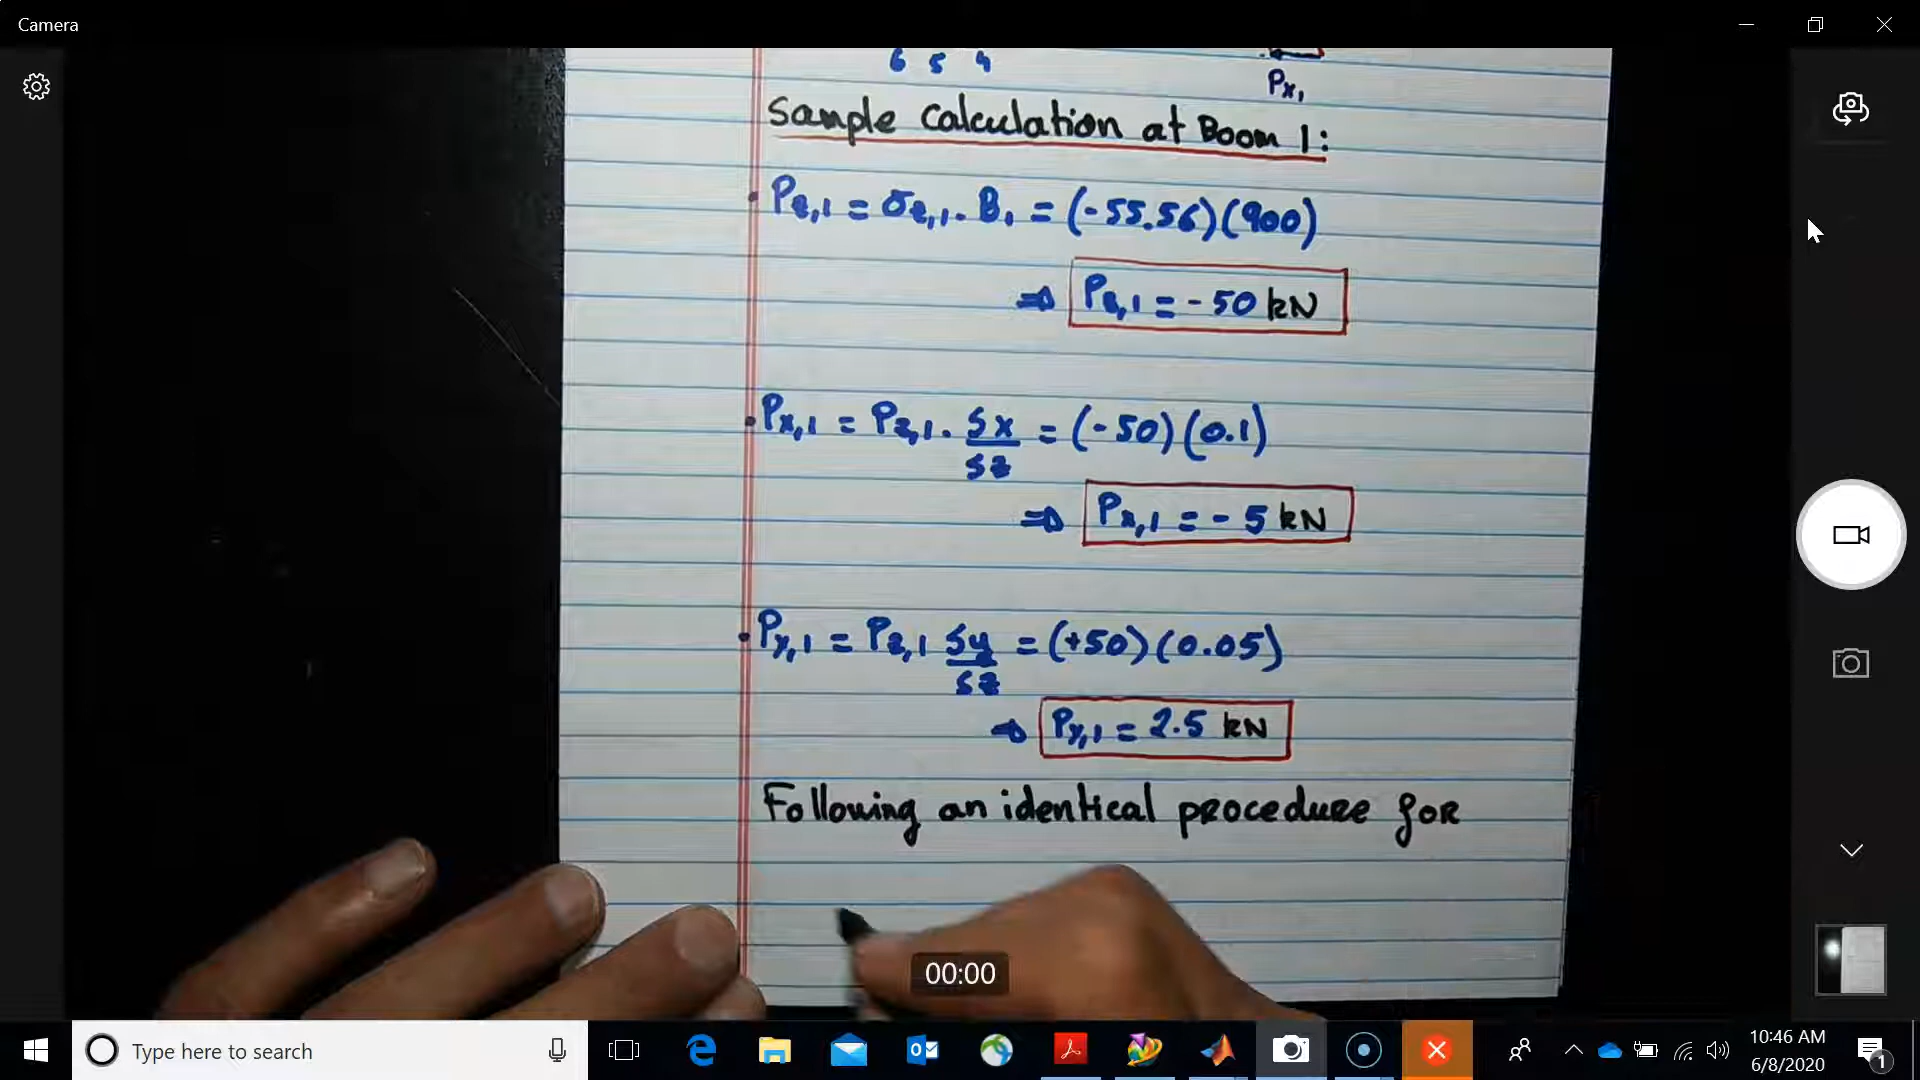 Camera
6 5 4
Px1
Sample Calculation at Boom 1:
Pz,1 = σz,1 . B1 = (-55.56)(900)
⇒ Pz,1 = - 50 kN
Px,1 = Pz,1 . δx/δz = (-50)(0.1)
⇒ Px,1 = - 5 kN
Py,1 = Pz,1 δy/δz = (+50)(0.05)
⇒ Py,1 = 2.5 kN
Following an identical procedure for
00:00
Type here to search
10:46 AM
6/8/2020
1